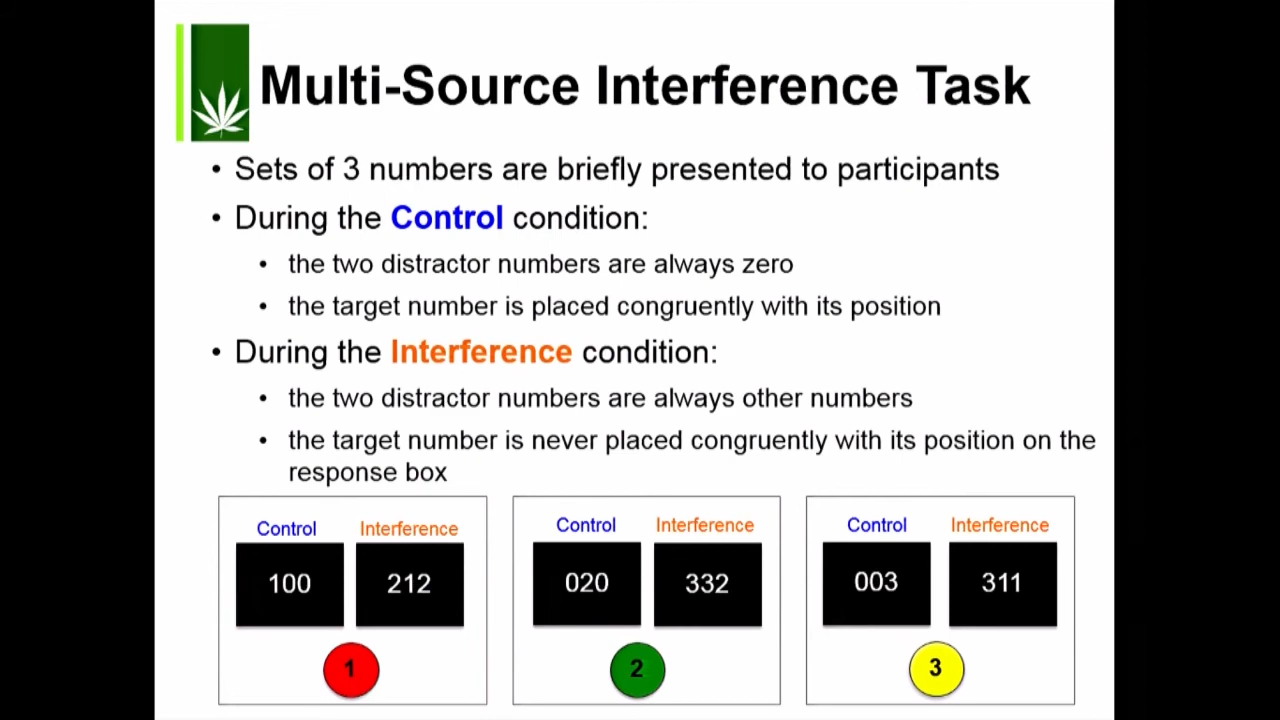 Multi-Source Interference Task
• Sets of 3 numbers are briefly presented to participants
• During the Control condition:
• the two distractor numbers are always zero
• the target number is placed congruently with its position
• During the Interference condition:
• the two distractor numbers are always other numbers
• the target number is never placed congruently with its position on the
response box
Control Interference
100 212
1
Control Interference
020 332
2
Control Interference
003 311
3